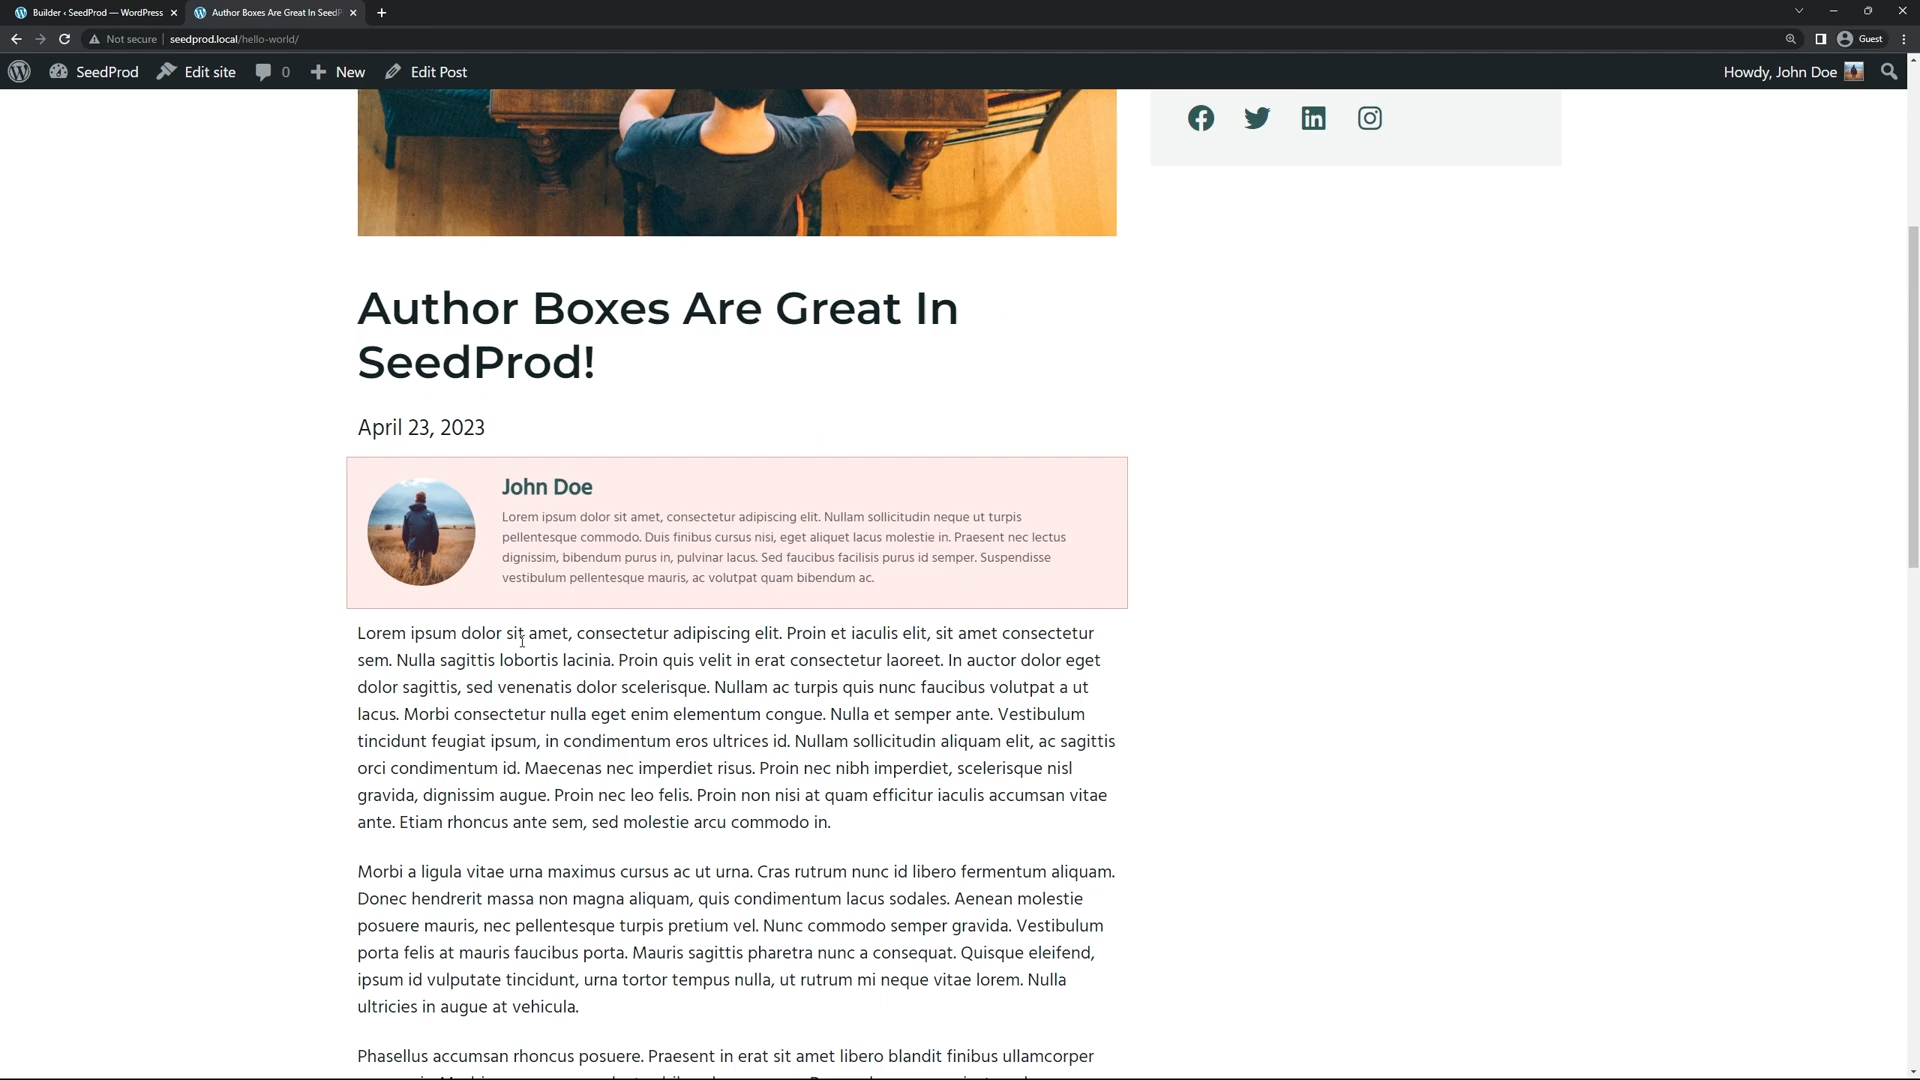 Builder ‹ SeedProd — WordPress
Author Boxes Are Great In SeedP
Not secure
seedprod.local/hello-world/
Guest
SeedProd
Edit site
0
New
Edit Post
Howdy, John Doe
Author Boxes Are Great In
SeedProd!
April 23, 2023
John Doe
Lorem ipsum dolor sit amet, consectetur adipiscing elit. Nullam sollicitudin neque ut turpis
pellentesque commodo. Duis finibus cursus nisi, eget aliquet lacus molestie in. Praesent nec lectus
dignissim, bibendum purus in, pulvinar lacus. Sed faucibus facilisis purus id semper. Suspendisse
vestibulum pellentesque mauris, ac volutpat quam bibendum ac.
Lorem ipsum dolor sit amet, consectetur adipiscing elit. Proin et iaculis elit, sit amet consectetur
sem. Nulla sagittis lobortis lacinia. Proin quis velit in erat consectetur laoreet. In auctor dolor eget
dolor sagittis, sed venenatis dolor scelerisque. Nullam ac turpis quis nunc faucibus volutpat a ut
lacus. Morbi consectetur nulla eget enim elementum congue. Nulla et semper ante. Vestibulum
tincidunt feugiat ipsum, in condimentum eros ultrices id. Nullam sollicitudin aliquam elit, ac sagittis
orci condimentum id. Maecenas nec imperdiet risus. Proin nec nibh imperdiet, scelerisque nisl
gravida, dignissim augue. Proin nec leo felis. Proin non nisi at quam efficitur iaculis accumsan vitae
ante. Etiam rhoncus ante sem, sed molestie arcu commodo in.
Morbi a ligula vitae urna maximus cursus ac ut urna. Cras rutrum nunc id libero fermentum aliquam.
Donec hendrerit massa non magna aliquam, quis condimentum lacus sodales. Aenean molestie
posuere mauris, nec pellentesque turpis pretium vel. Nunc commodo semper gravida. Vestibulum
porta felis at mauris faucibus porta. Mauris sagittis pharetra nunc a consequat. Quisque eleifend,
ipsum id vulputate tincidunt, urna tortor tempus nulla, ut rutrum mi neque vitae lorem. Nulla
ultricies in augue at vehicula.
Phasellus accumsan rhoncus posuere. Praesent in erat sit amet libero blandit finibus ullamcorper